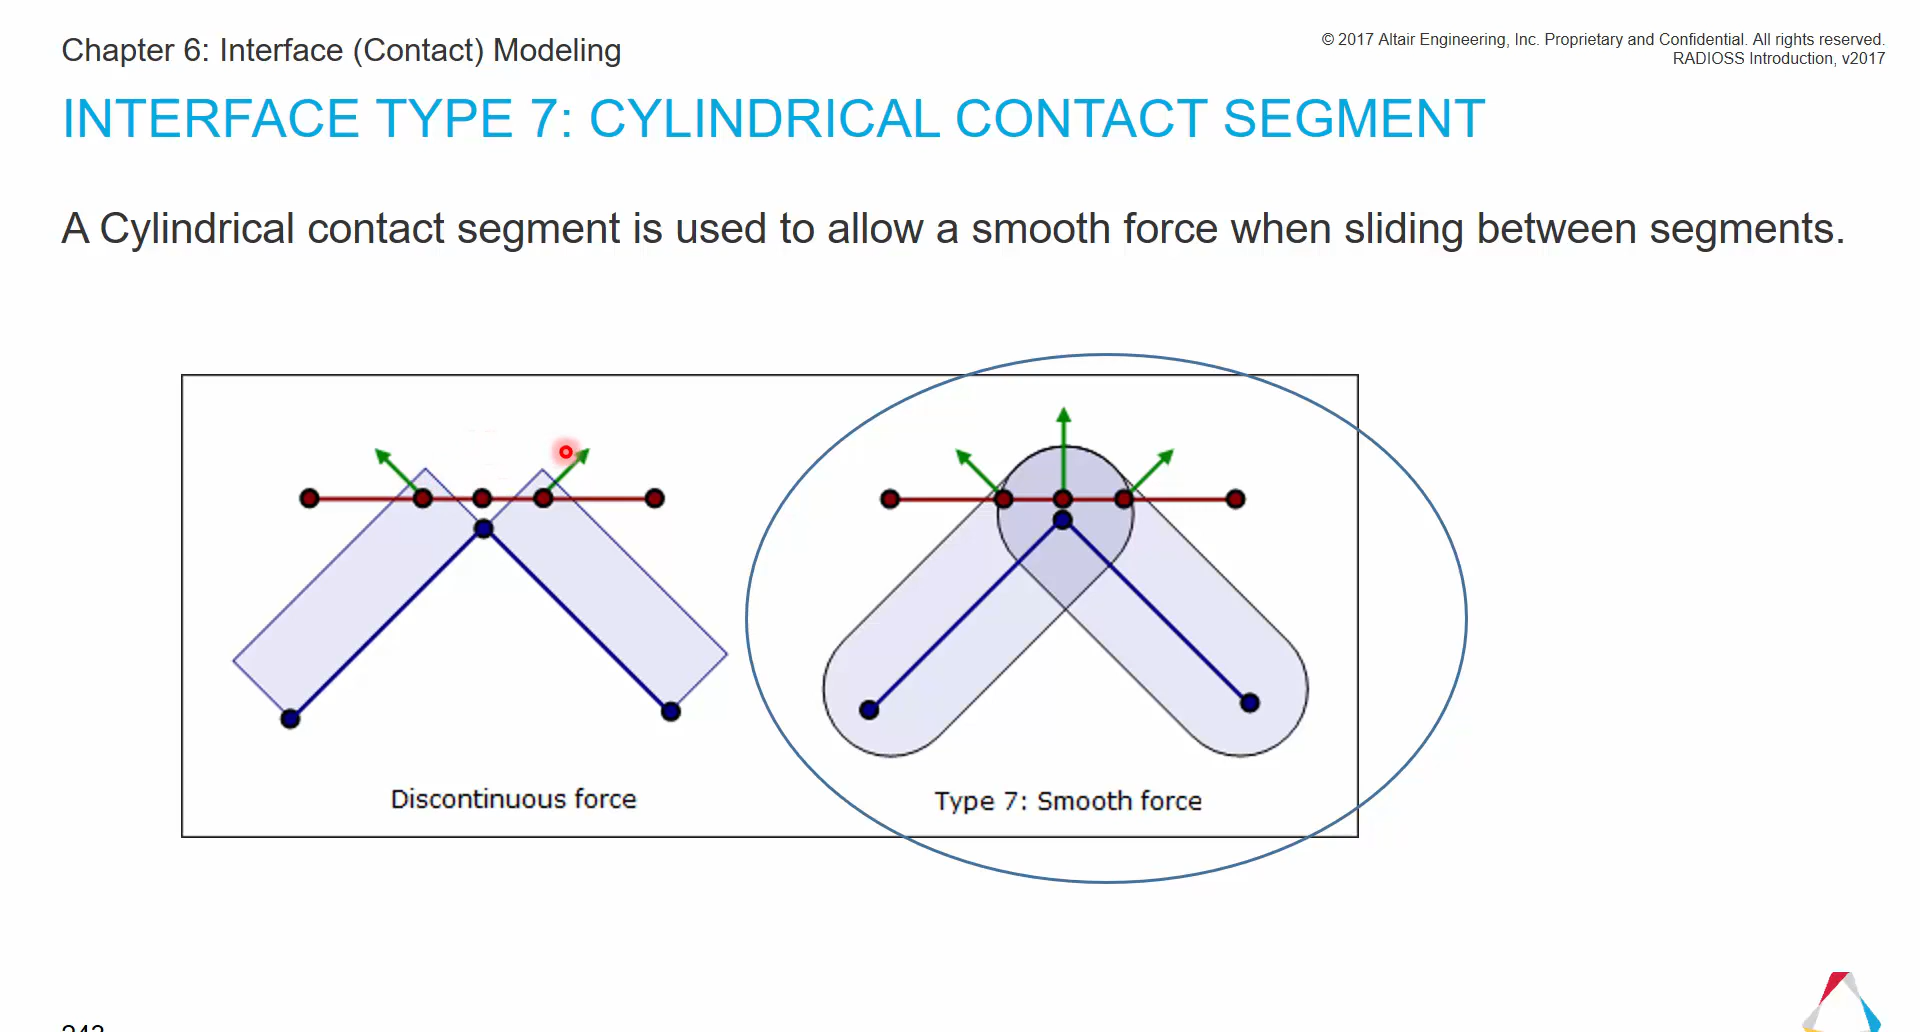 Chapter 6: Interface (Contact) Modeling
© 2017 Altair Engineering, Inc. Proprietary and Confidential. All rights reserved.
RADIOSS Introduction, v2017
INTERFACE TYPE 7: CYLINDRICAL CONTACT SEGMENT
A Cylindrical contact segment is used to allow a smooth force when sliding between segments.
Discontinuous force
Type 7: Smooth force